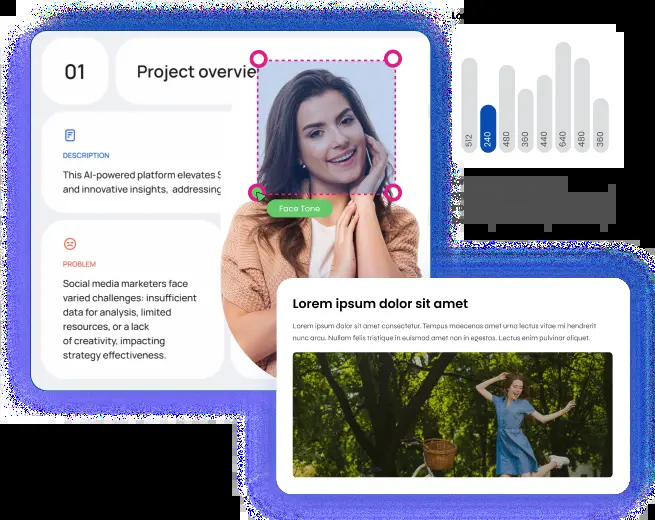 01
Project overvie
DESCRIPTION
This AI-powered platform elevates S
and innovative insights, addressing
PROBLEM
Social media marketers face
varied challenges: insufficient
data for analysis, limited
resources, or a lack
of creativity, impacting
strategy effectiveness.
Face Tone
Lo
512
240
480
360
440
640
480
380
Lorem ipsum dolor sit amet
Lorem ipsum dolor sit amet consectetur. Tempus maecenas amet urna lectus vitae mi hendrerit
nunc arcu. Nullam felis tristique in euismod amet non in egestas. Lectus enim pulvinar aliquet.